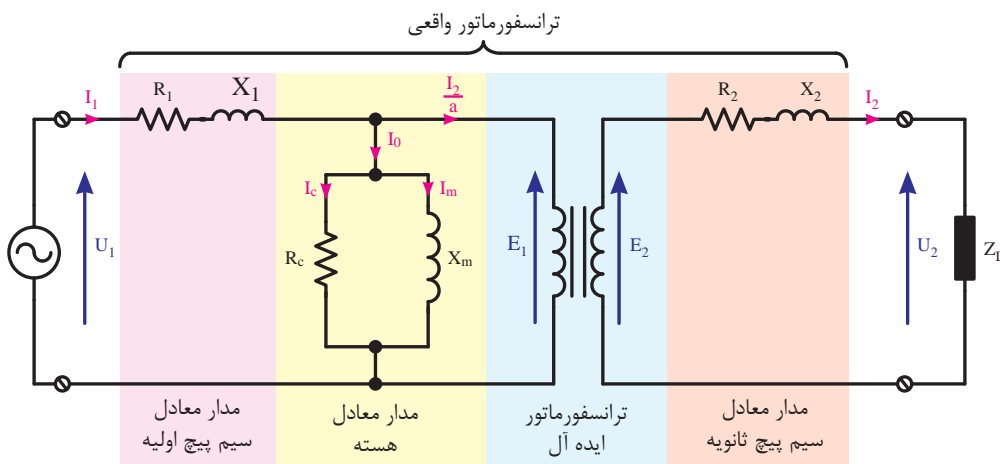 ترانسفورماتور واقعی
I1
R1
X1
I2
a
I0
Ic
Im
Rc
Xm
E1
E2
R2
X2
I2
U1
U2
ZL
مدار معادل
سیم پیچ اولیه
مدار معادل
هسته
ترانسفورماتور
ایده آل
مدار معادل
سیم پیچ ثانویه